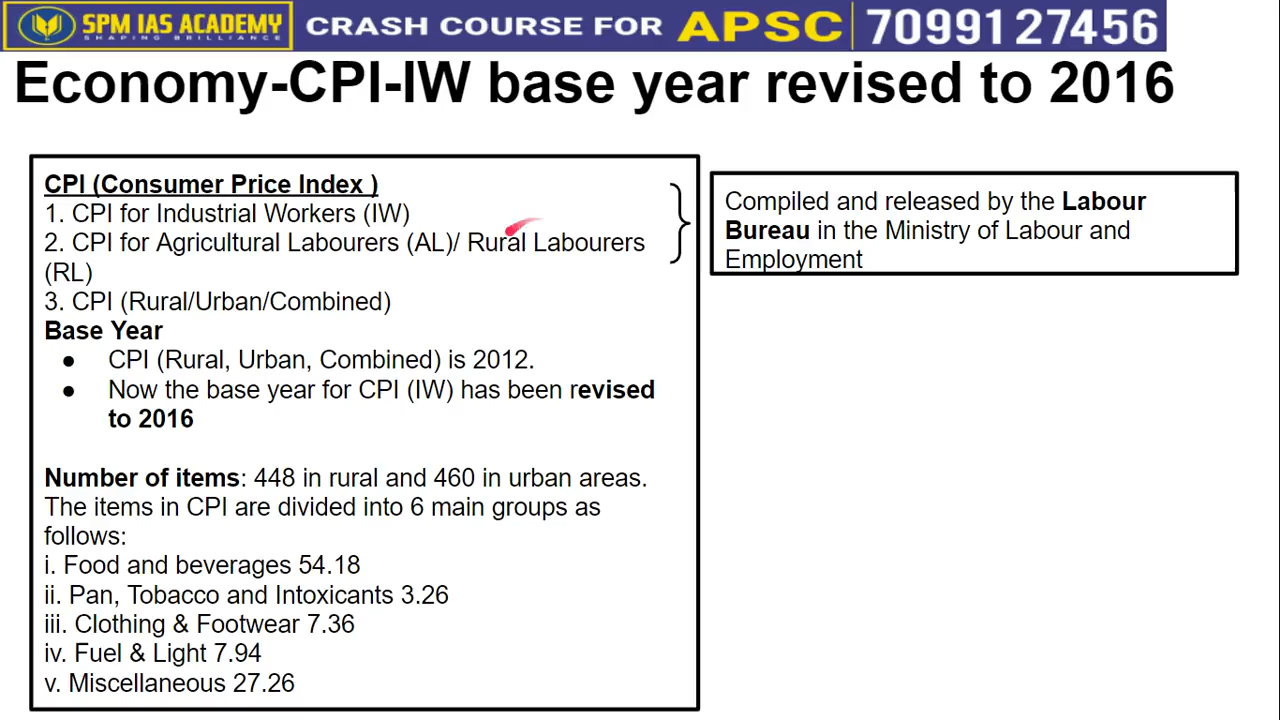 SPM IAS ACADEMY
SHAPING BRILLIANCE
CRASH COURSE FOR APSC 7099127456
Economy-CPI-IW base year revised to 2016
CPI (Consumer Price Index )
1. CPI for Industrial Workers (IW)
2. CPI for Agricultural Labourers (AL)/ Rural Labourers
(RL)
3. CPI (Rural/Urban/Combined)
Base Year
● CPI (Rural, Urban, Combined) is 2012.
● Now the base year for CPI (IW) has been revised
to 2016
Number of items: 448 in rural and 460 in urban areas.
The items in CPI are divided into 6 main groups as
follows:
i. Food and beverages 54.18
ii. Pan, Tobacco and Intoxicants 3.26
iii. Clothing & Footwear 7.36
iv. Fuel & Light 7.94
v. Miscellaneous 27.26
Compiled and released by the Labour
Bureau in the Ministry of Labour and
Employment